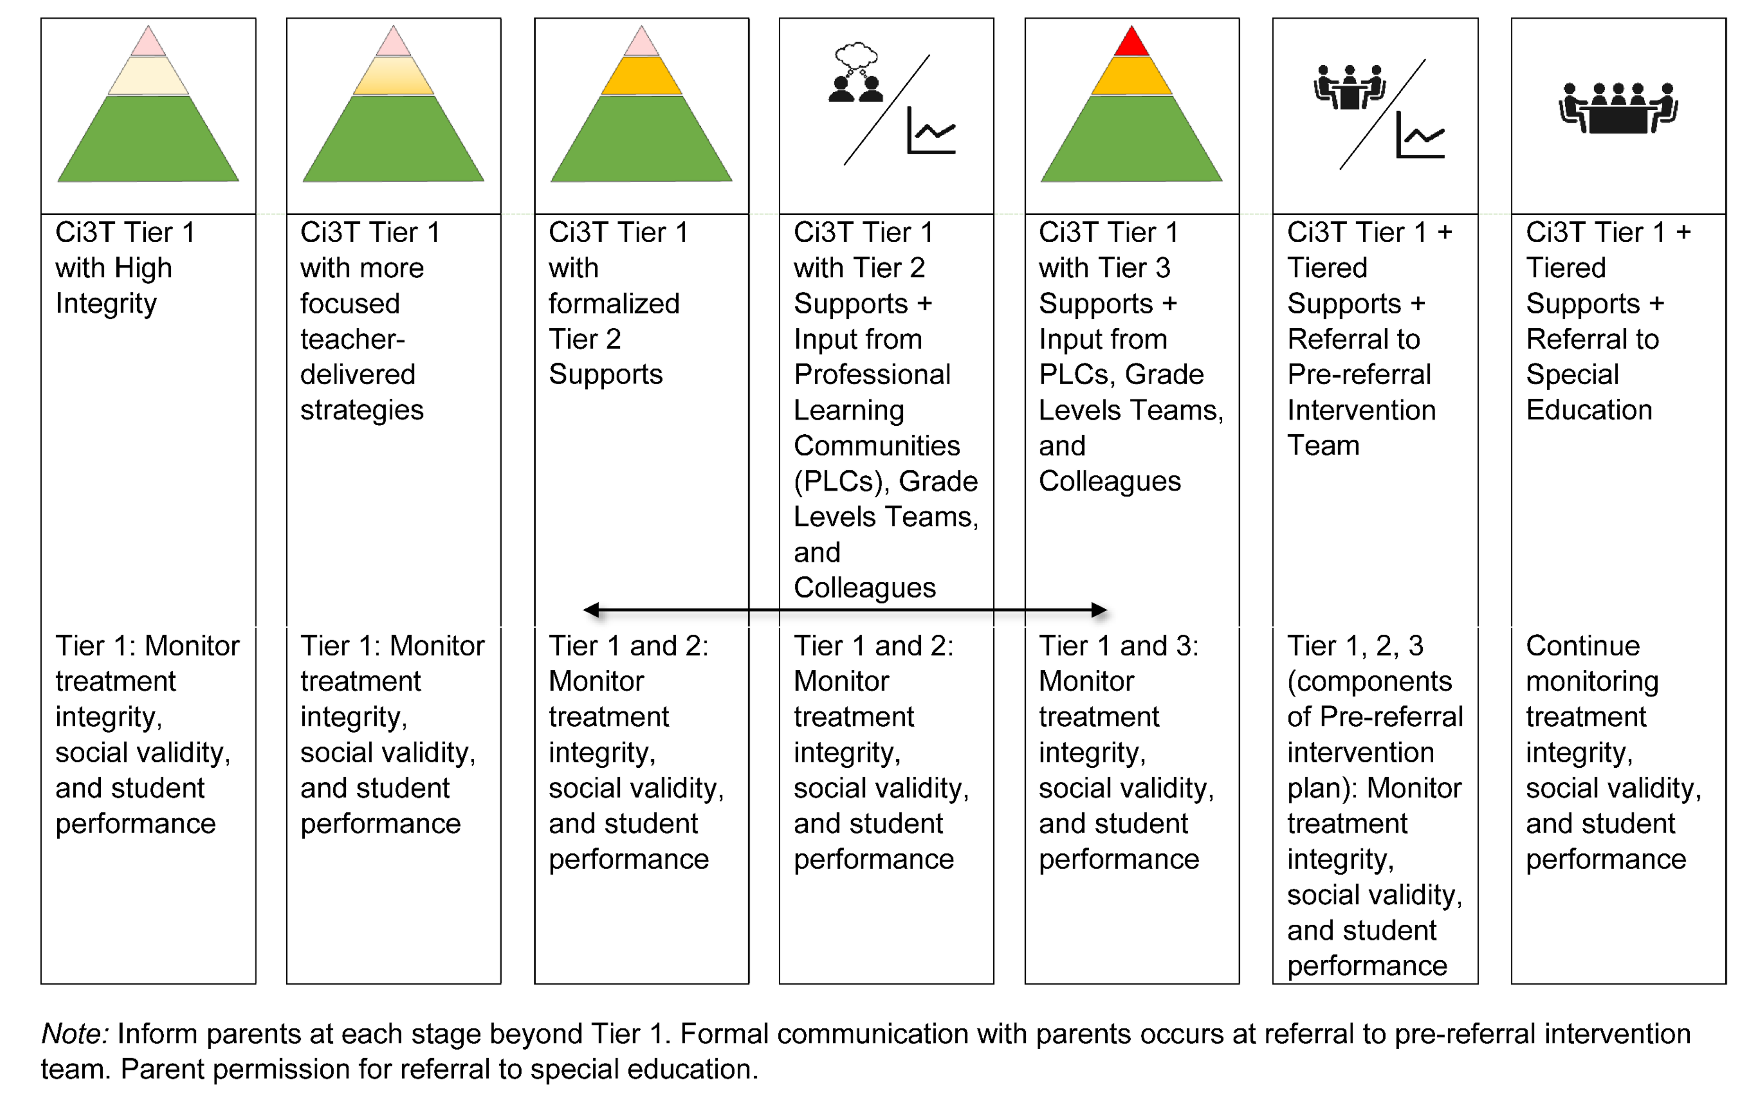 Ci3T Tier 1
with High
Integrity
Ci3T Tier 1
with more
focused
teacher-
delivered
strategies
Ci3T Tier 1
with
formalized
Tier 2
Supports
Ci3T Tier 1
with Tier 2
Supports +
Input from
Professional
Learning
Communities
(PLCs), Grade
Levels Teams,
and
Colleagues
Ci3T Tier 1
with Tier 3
Supports +
Input from
PLCs, Grade
Levels Teams,
and
Colleagues
Ci3T Tier 1 +
Tiered
Supports +
Referral to
Pre-referral
Intervention
Team
Ci3T Tier 1 +
Tiered
Supports +
Referral to
Special
Education
Tier 1: Monitor
treatment
integrity,
social validity,
and student
performance
Tier 1: Monitor
treatment
integrity,
social validity,
and student
performance
Tier 1 and 2:
Monitor
treatment
integrity,
social validity,
and student
performance
Tier 1 and 2:
Monitor
treatment
integrity,
social validity,
and student
performance
Tier 1 and 3:
Monitor
treatment
integrity,
social validity,
and student
performance
Tier 1, 2, 3
(components
of Pre-referral
intervention
plan): Monitor
treatment
integrity,
social validity,
and student
performance
Continue
monitoring
treatment
integrity,
social validity,
and student
performance
Note: Inform parents at each stage beyond Tier 1. Formal communication with parents occurs at referral to pre-referral intervention
team. Parent permission for referral to special education.